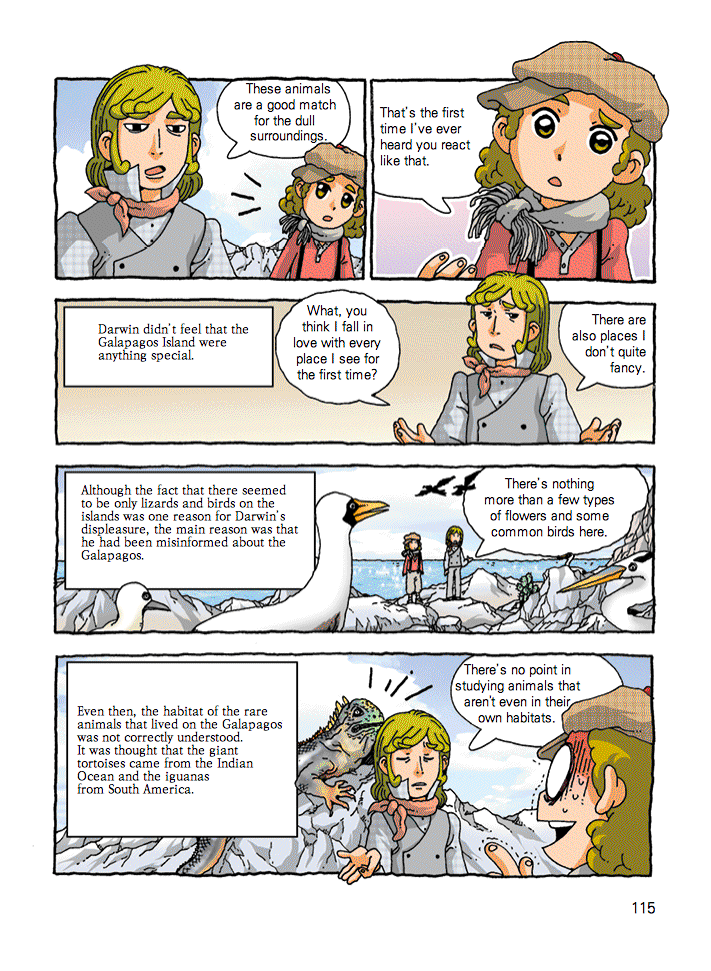 These animals
are a good match
for the dull
surroundings.
That's the first
time I've ever
heard you react
like that.
Darwin didn't feel that the
Galapagos Island were
anything special.
What, you
think I fall in
love with every
place I see for
the first time?
There are
also places I
don't quite
fancy.
Although the fact that there seemed
to be only lizards and birds on the
islands was one reason for Darwin's
displeasure, the main reason was that
he had been misinformed about the
Galapagos.
There's nothing
more than a few types
of flowers and some
common birds here.
Even then, the habitat of the rare
animals that lived on the Galapagos
was not correctly understood.
It was thought that the giant
tortoises came from the Indian
Ocean and the iguanas
from South America.
There's no point in
studying animals that
aren't even in their
own habitats.
115